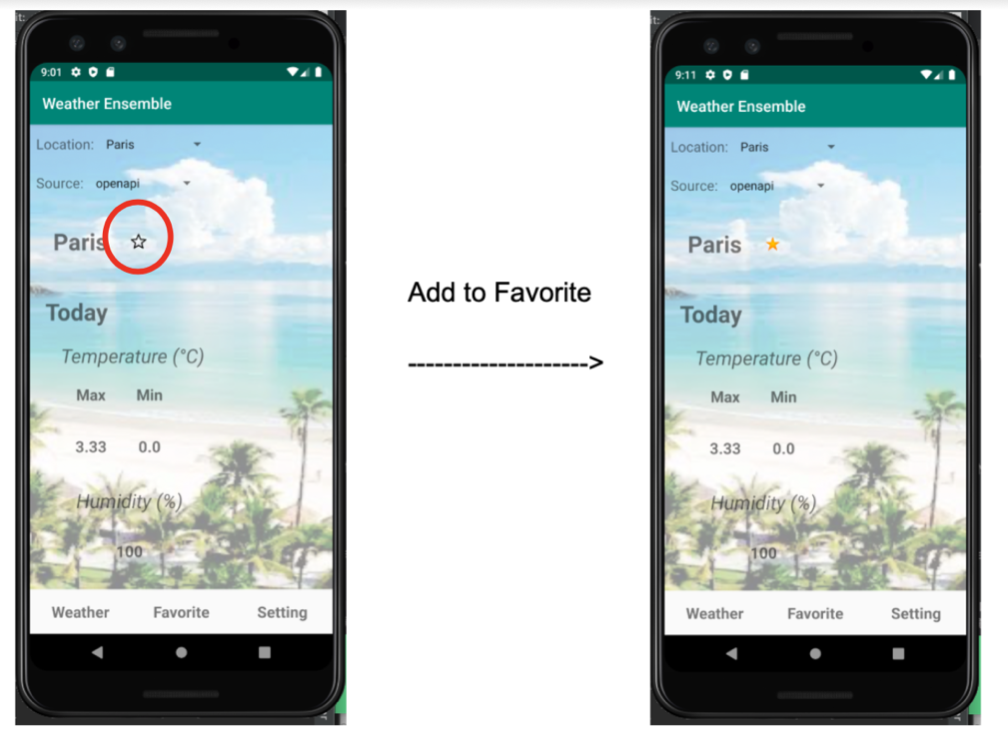 it:
9:01
Weather Ensemble
Location: Paris
Source: openapi
Paris
Today
Temperature (°C)
Max Min
3.33 0.0
Humidity (%)
100
Weather Favorite Setting
Add to Favorite
-------------------->
it:
9:11
Weather Ensemble
Location: Paris
Source: openapi
Paris
Today
Temperature (°C)
Max Min
3.33 0.0
Humidity (%)
100
Weather Favorite Setting